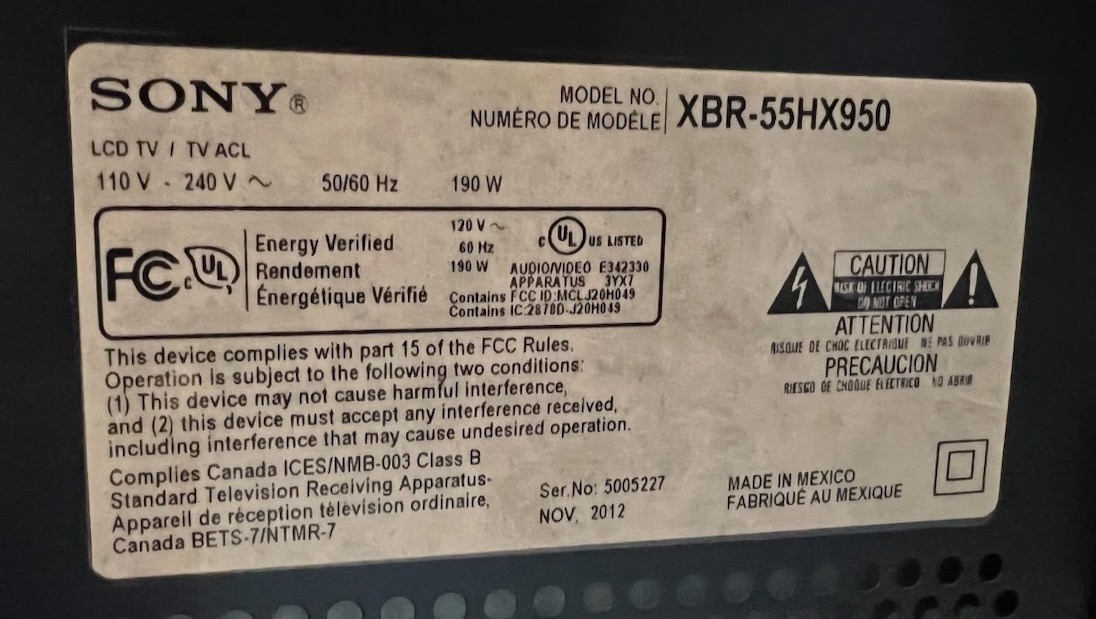 SONY®
MODEL NO.
NUMÉRO DE MODÈLE
XBR-55HX950
LCD TV / TV ACL
110 V - 240 V ~ 50/60 Hz 190 W
FCC
c UL
Energy Verified
Rendement
Énergétique Vérifié
120 V ~
60 Hz
190 W
c UL US LISTED
AUDIO/VIDEO E342330
APPARATUS 3YX7
Contains FCC ID:MCLJ20H049
Contains IC:2878D-J20H049
CAUTION
RISK OF ELECTRIC SHOCK
DO NOT OPEN
ATTENTION
RISQUE DE CHOC ELECTRIQUE NE PAS OUVRIR
PRECAUCION
RIESGO DE CHOQUE ELECTRICO NO ABRIR
This device complies with part 15 of the FCC Rules.
Operation is subject to the following two conditions:
(1) This device may not cause harmful interference,
and (2) this device must accept any interference received,
including interference that may cause undesired operation.
Complies Canada ICES/NMB-003 Class B
Standard Television Receiving Apparatus-
Appareil de réception télévision ordinaire,
Canada BETS-7/NTMR-7
Ser.No: 5005227
NOV, 2012
MADE IN MEXICO
FABRIQUÉ AU MEXIQUE